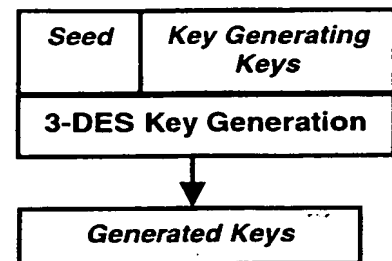 Seed
Key Generating
Keys
3-DES Key Generation
Generated Keys